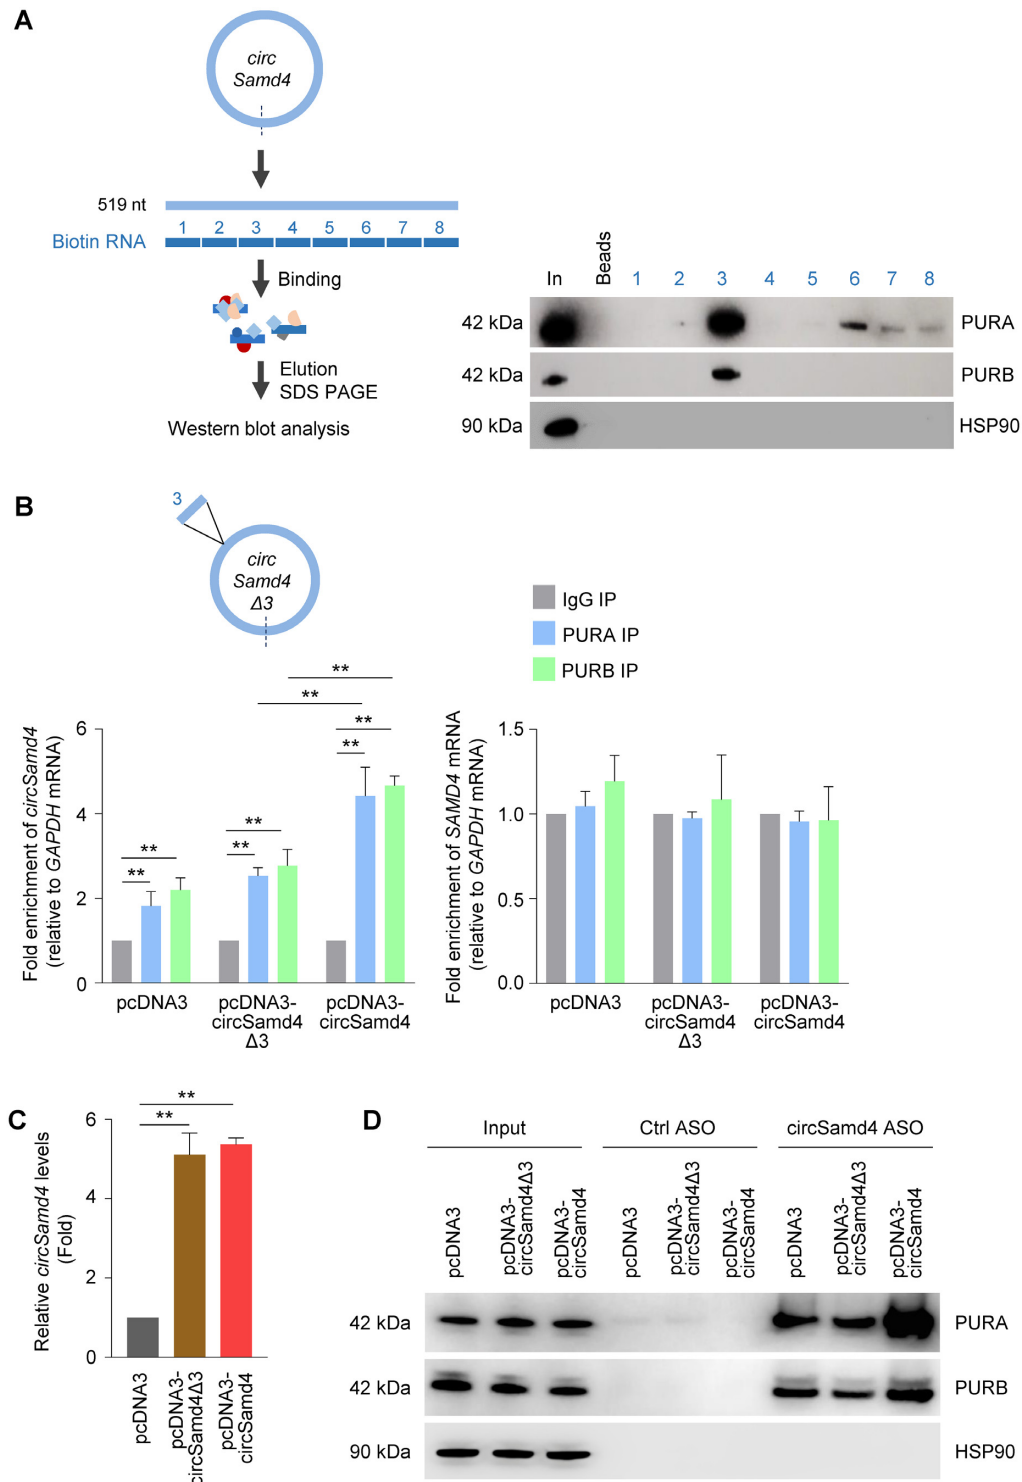 A
circ
Samd4
519 nt
1 2 3 4 5 6 7 8
Biotin RNA
Binding
Elution
SDS PAGE
Western blot analysis
In Beads 1 2 3 4 5 6 7 8
42 kDa PURA
42 kDa PURB
90 kDa HSP90
B
3
circ
Samd4
Δ3
IgG IP
PURA IP
PURB IP
Fold enrichment of circSamd4
(relative to GAPDH mRNA)
6
4
2
0
** **
** **
** **
** **
pcDNA3
pcDNA3-
circSamd4
Δ3
pcDNA3-
circSamd4
Fold enrichment of SAMD4 mRNA
(relative to GAPDH mRNA)
1.5
1.0
0.5
0.0
pcDNA3
pcDNA3-
circSamd4
Δ3
pcDNA3-
circSamd4
C
Relative circSamd4 levels
(Fold)
6
4
2
0
**
**
pcDNA3
pcDNA3-
circSamd4Δ3
pcDNA3-
circSamd4
D
Input Ctrl ASO circSamd4 ASO
pcDNA3
pcDNA3-
circSamd4Δ3
pcDNA3-
circSamd4
pcDNA3
pcDNA3-
circSamd4Δ3
pcDNA3-
circSamd4
pcDNA3
pcDNA3-
circSamd4Δ3
pcDNA3-
circSamd4
42 kDa PURA
42 kDa PURB
90 kDa HSP90